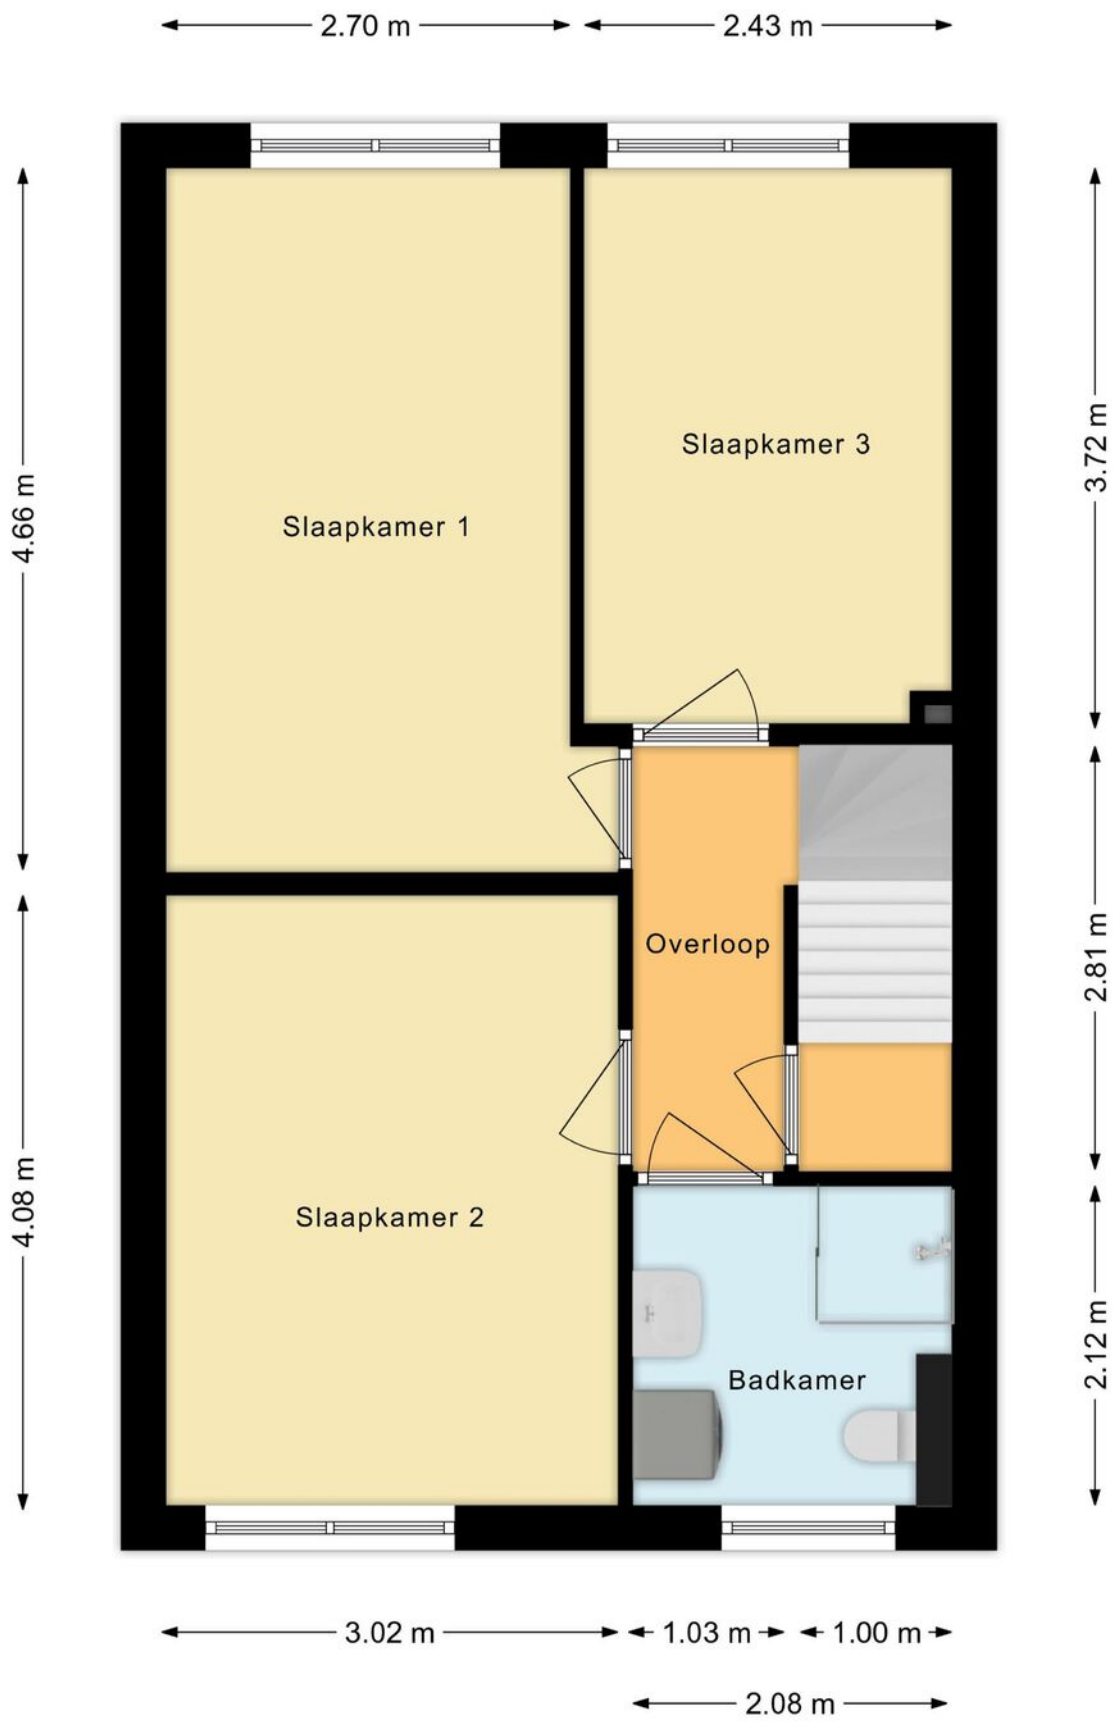 2.70 m
2.43 m
3.72 m
Slaapkamer 3
4.66 m
Slaapkamer 1
Overloop
2.81 m
4.08 m
Slaapkamer 2
2.12 m
Badkamer
3.02 m
1.03 m
1.00 m
2.08 m